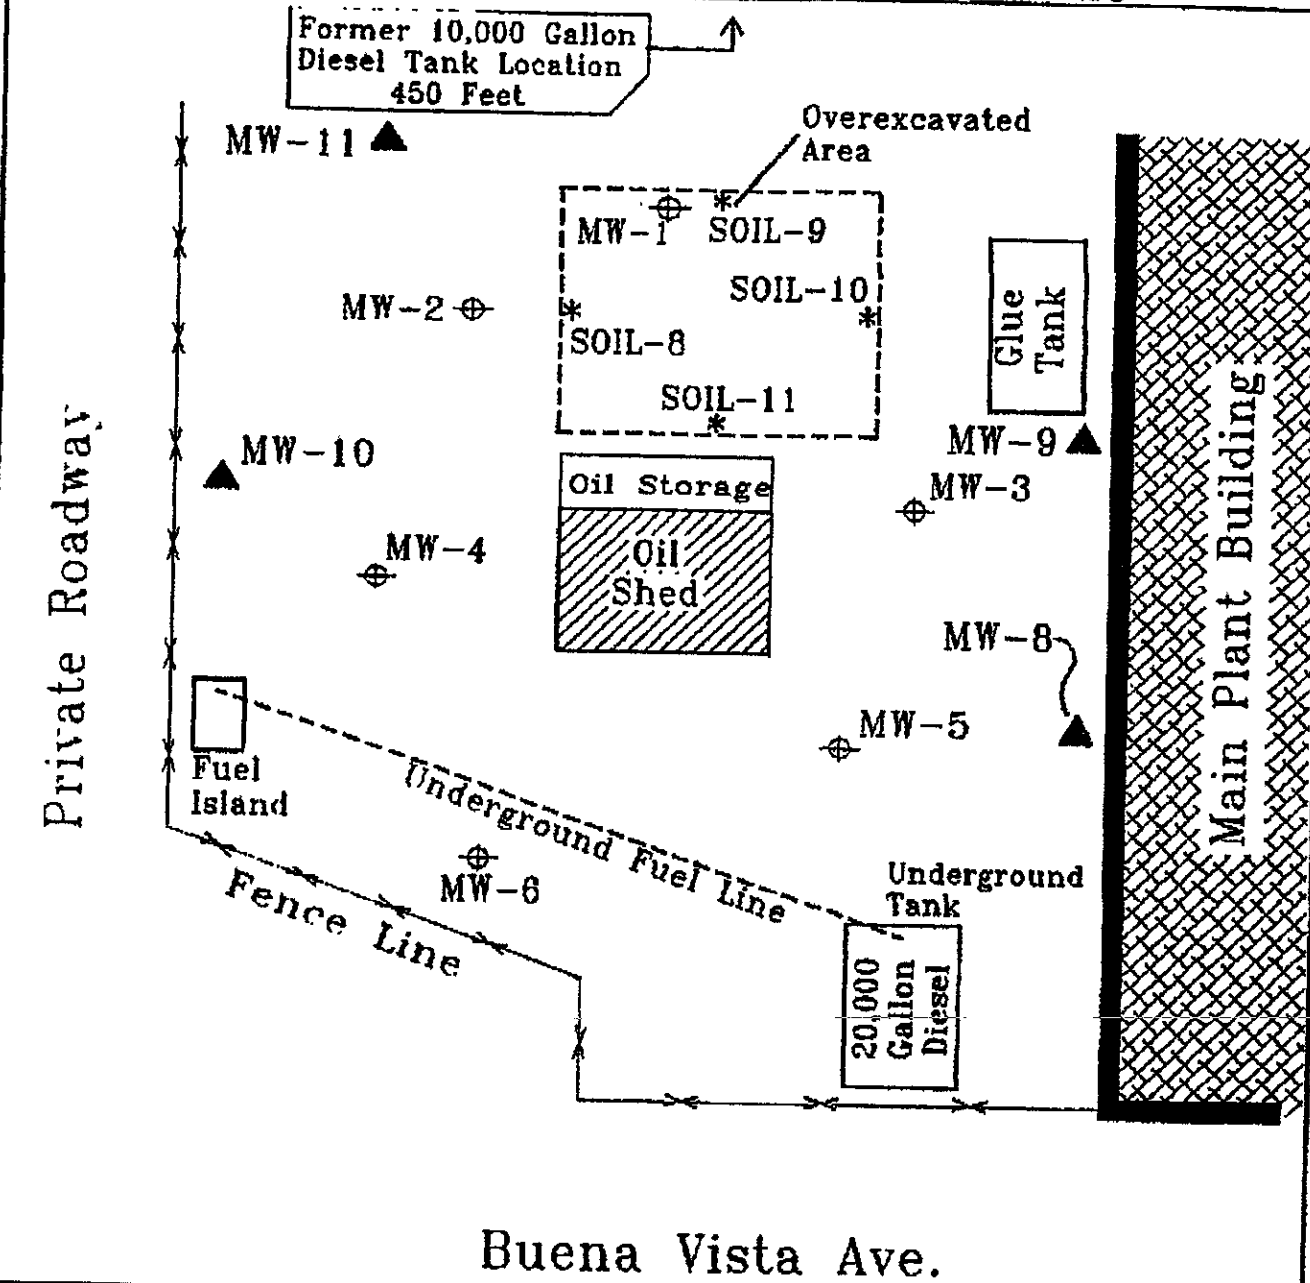 Former 10,000 Gallon
Diesel Tank Location
450 Feet
MW-11
Overexcavated
Area
MW-1
SOIL-9
MW-2
SOIL-10
SOIL-8
SOIL-11
Glue
Tank
MW-10
MW-9
Oil Storage
MW-3
MW-4
Oil
Shed
MW-8
MW-5
Private Roadway
Main Plant Building
Fuel
Island
Underground Fuel Line
MW-6
Fence Line
Underground
Tank
20,000
Gallon
Diesel
Buena Vista Ave.